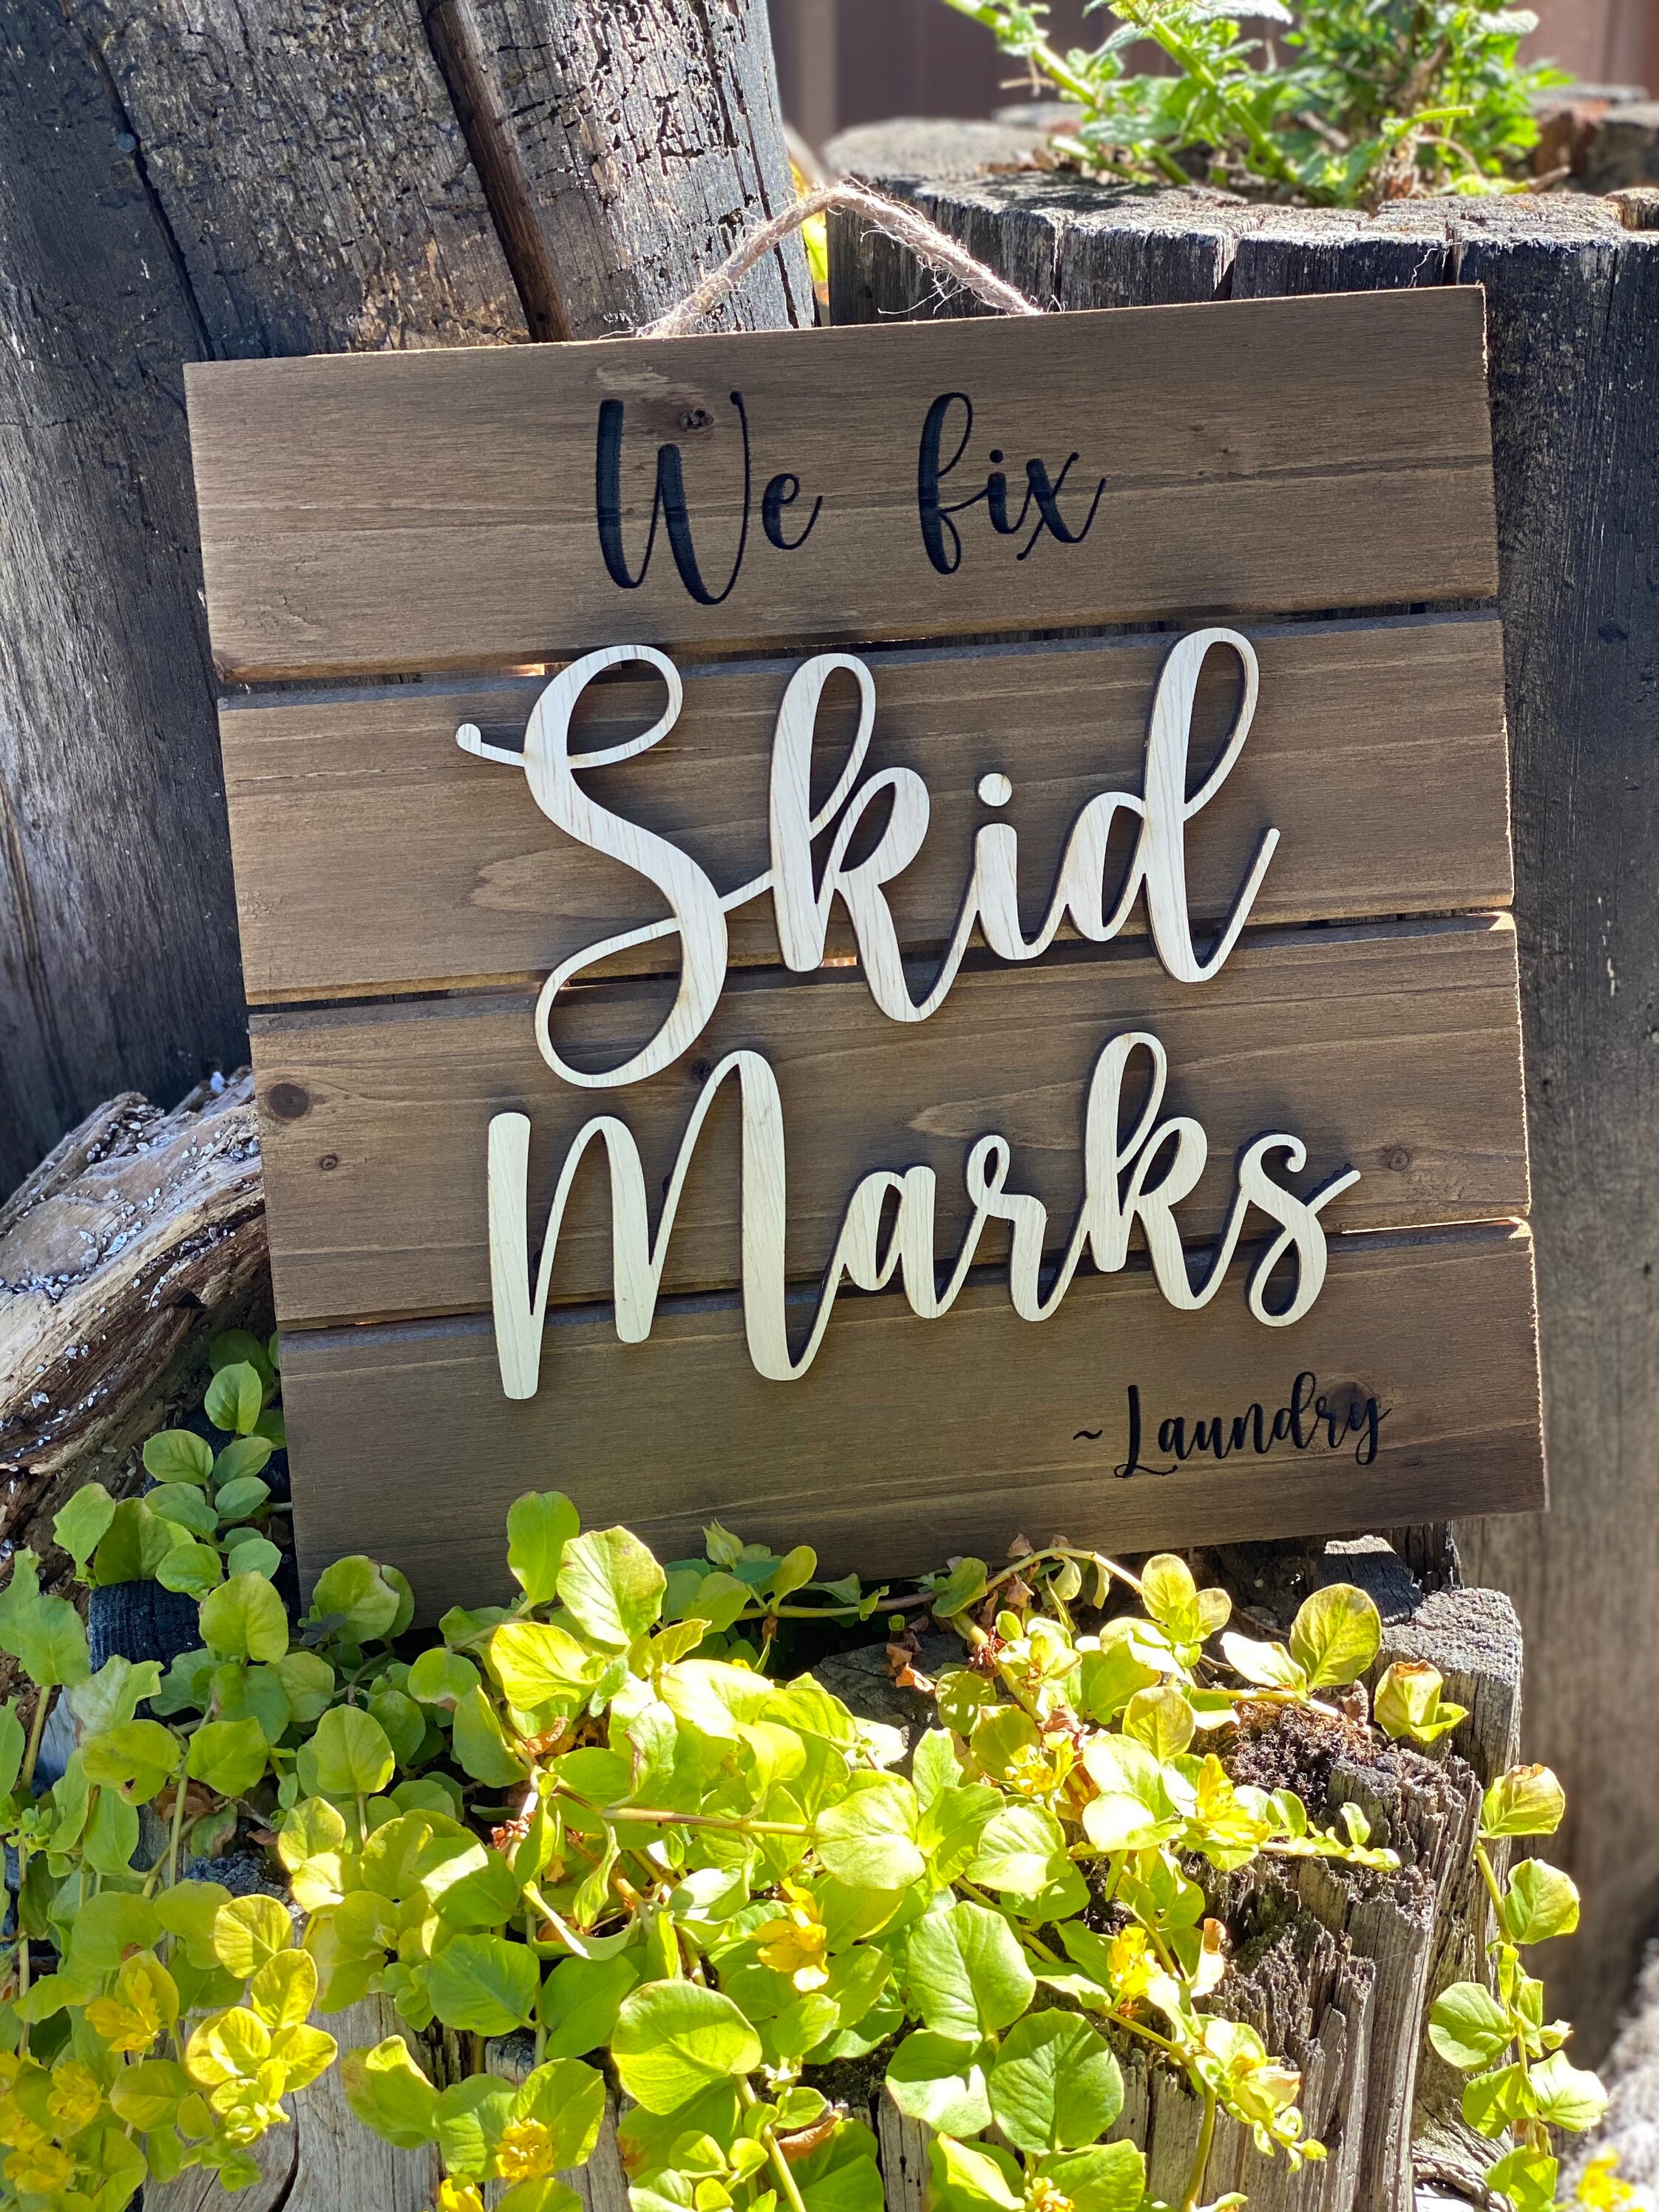 We fix
Skid
Marks
~Laundry